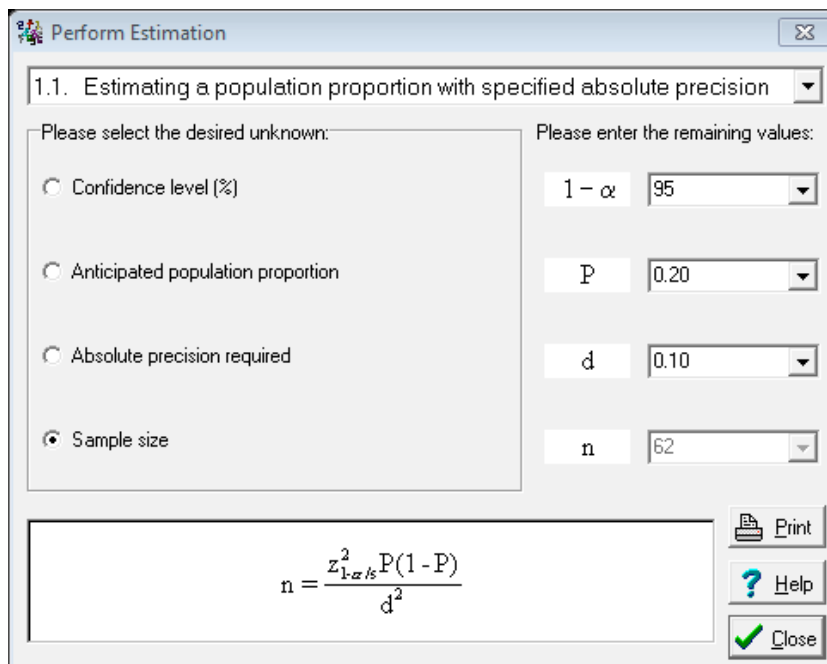 Perform Estimation
1.1. Estimating a population proportion with specified absolute precision
Please select the desired unknown:
Please enter the remaining values:
Confidence level (%)
1 − α 95
Anticipated population proportion
P 0.20
Absolute precision required
d 0.10
Sample size
n 62
n = z²₁₋α/s P(1 - P) / d²
Print
Help
Close